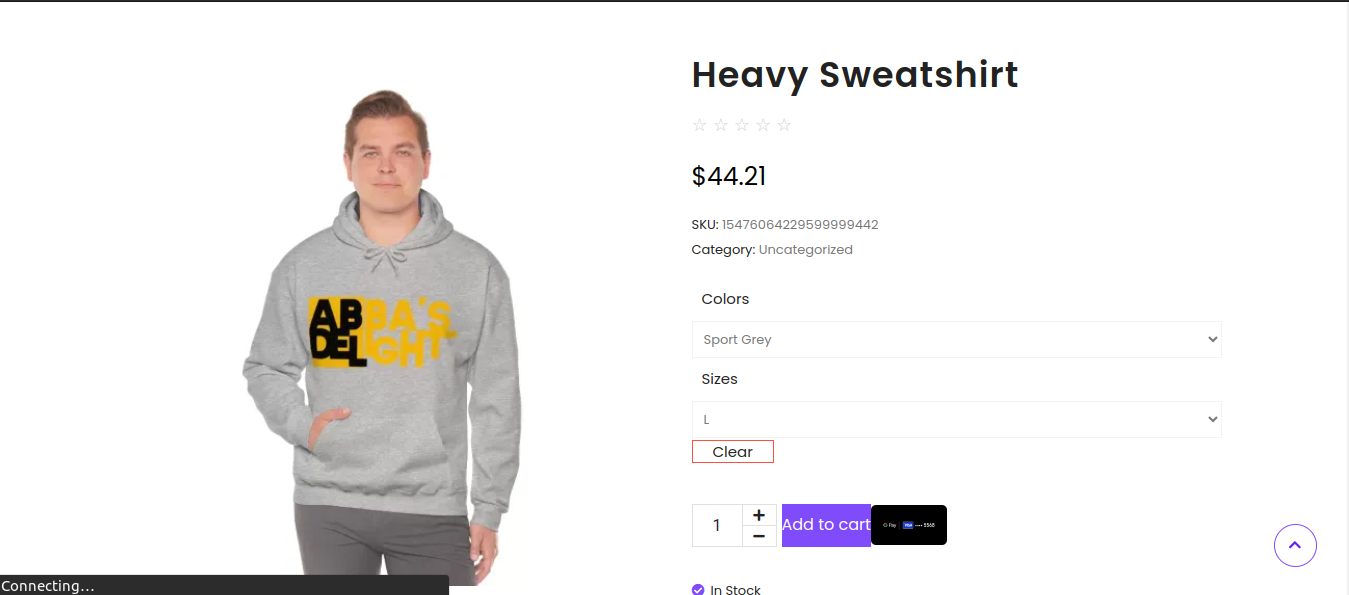 Heavy Sweatshirt
$44.21
SKU: 15476064229599999442
Category: Uncategorized
Colors
Sport Grey
Sizes
L
Clear
ABBA'S
DELIGHT
1 + Add to cart G Pay VISA •••• 5568
−
In Stock
Connecting...